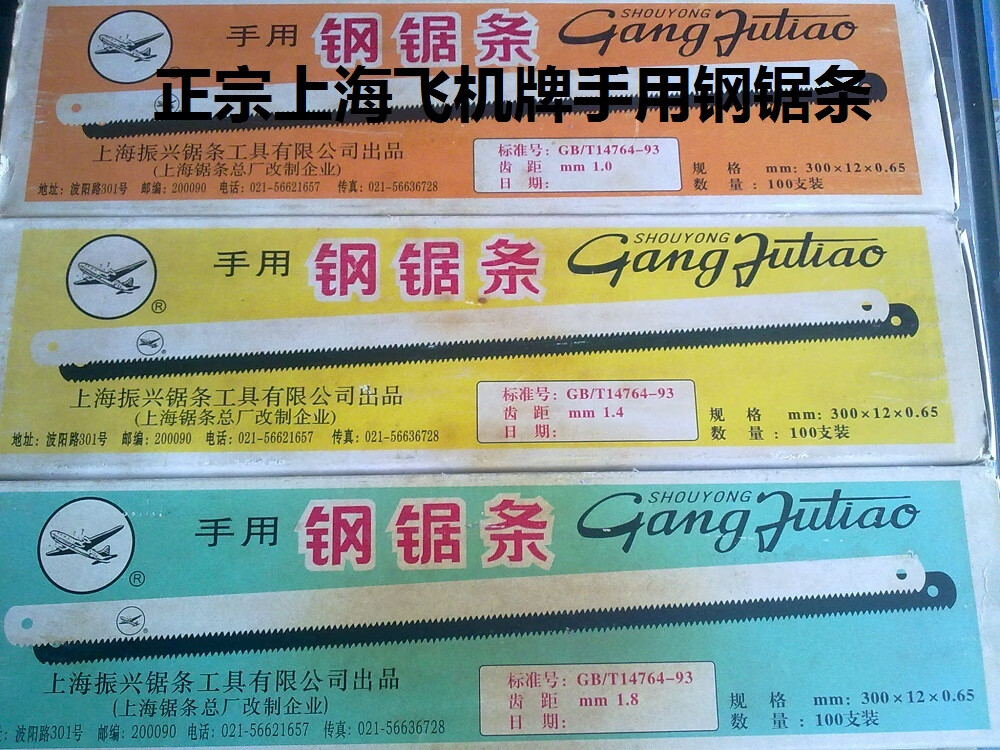 手用 钢锯条 SHOUYONG Gang Jutiao
正宗上海飞机牌手用钢锯条
上海振兴锯条工具有限公司出品
(上海锯条总厂改制企业)
地址: 波阳路301号 邮编: 200090 电话: 021-56621657 传真: 021-56636728
标准号: GB/T14764-93
齿 距 mm 1.0
日 期:
规 格 mm: 300×12×0.65
数 量: 100支装
手用 钢锯条 SHOUYONG Gang Jutiao
®
上海振兴锯条工具有限公司出品
(上海锯条总厂改制企业)
地址: 波阳路301号 邮编: 200090 电话: 021-56621657 传真: 021-56636728
标准号: GB/T14764-93
齿 距 mm 1.4
日 期:
规 格 mm: 300×12×0.65
数 量: 100支装
手用 钢锯条 SHOUYONG Gang Jutiao
®
上海振兴锯条工具有限公司出品
(上海锯条总厂改制企业)
: 波阳路301号 邮编: 200090 电话: 021-56621657 传真: 021-56636728
标准号: GB/T14764-93
齿 距 mm 1.8
日 期:
规 格 mm: 300×12×0.65
数 量: 100支装